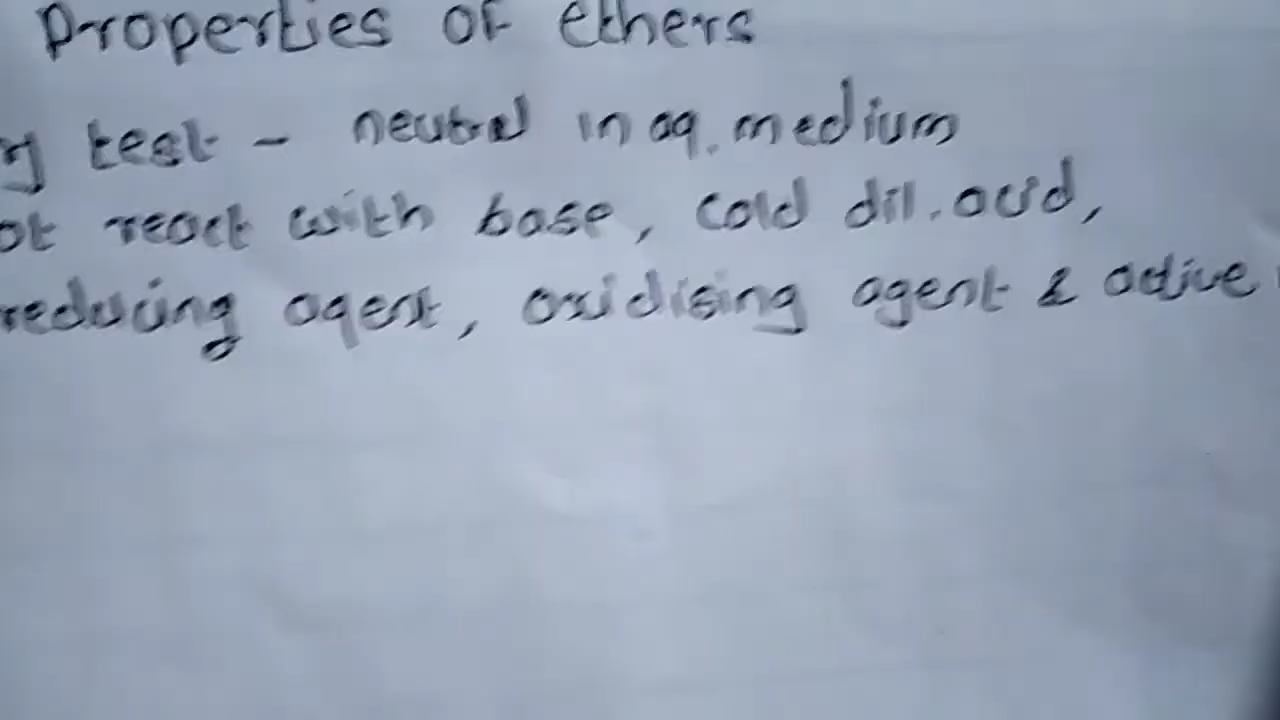 Properties of ethers
y test - neutral in aq. medium
ot react with base, cold dil. acid,
reducing agent, oxidising agent & active